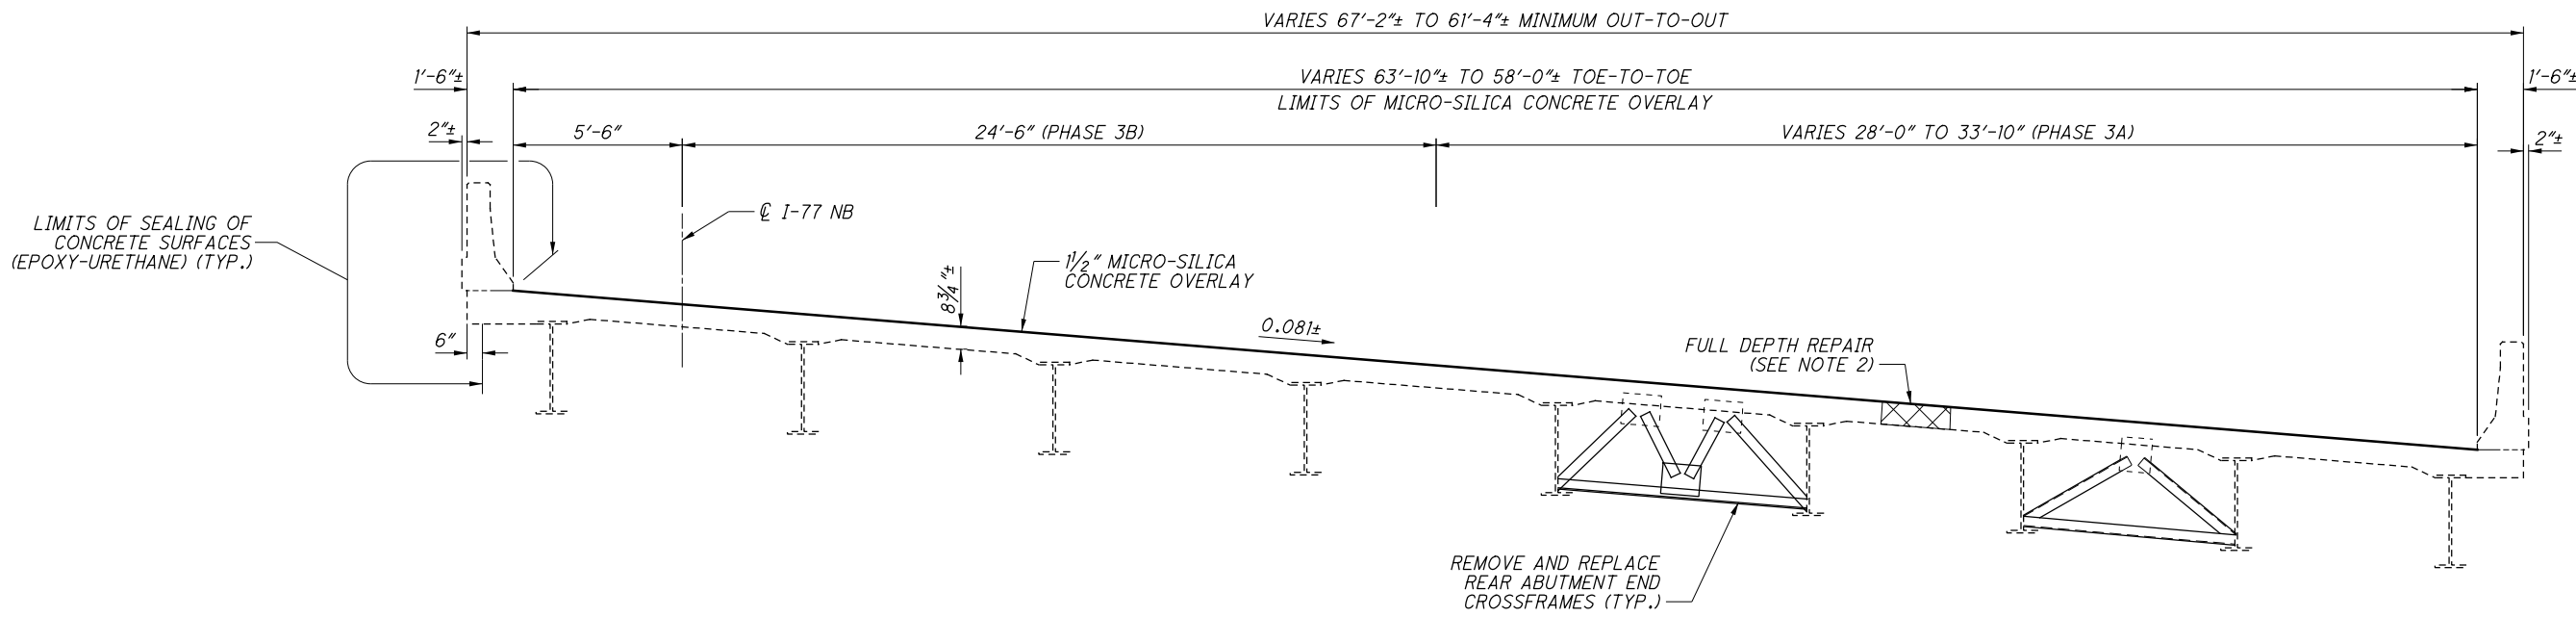 VARIES 67'-2"± TO 61'-4"± MINIMUM OUT-TO-OUT
1'-6"±
VARIES 63'-10"± TO 58'-0"± TOE-TO-TOE
1'-6"±
LIMITS OF MICRO-SILICA CONCRETE OVERLAY
2"±
5'-6"
24'-6" (PHASE 3B)
VARIES 28'-0" TO 33'-10" (PHASE 3A)
2"±
LIMITS OF SEALING OF
CONCRETE SURFACES
(EPOXY-URETHANE) (TYP.)
℄ I-77 NB
1½" MICRO-SILICA
CONCRETE OVERLAY
8¾"±
0.081±
6"
FULL DEPTH REPAIR
(SEE NOTE 2)
REMOVE AND REPLACE
REAR ABUTMENT END
CROSSFRAMES (TYP.)